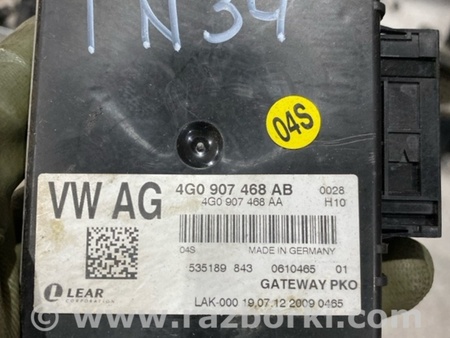 TN34
04S
VW AG
4G0 907 468 AB 0028
4G0 907 468 AA H10
04S MADE IN GERMANY
535189 843 0610465 01
GATEWAY PKO
LEAR
CORPORATION
LAK-000 19.07.12 2009 0465
© www.razborki.com